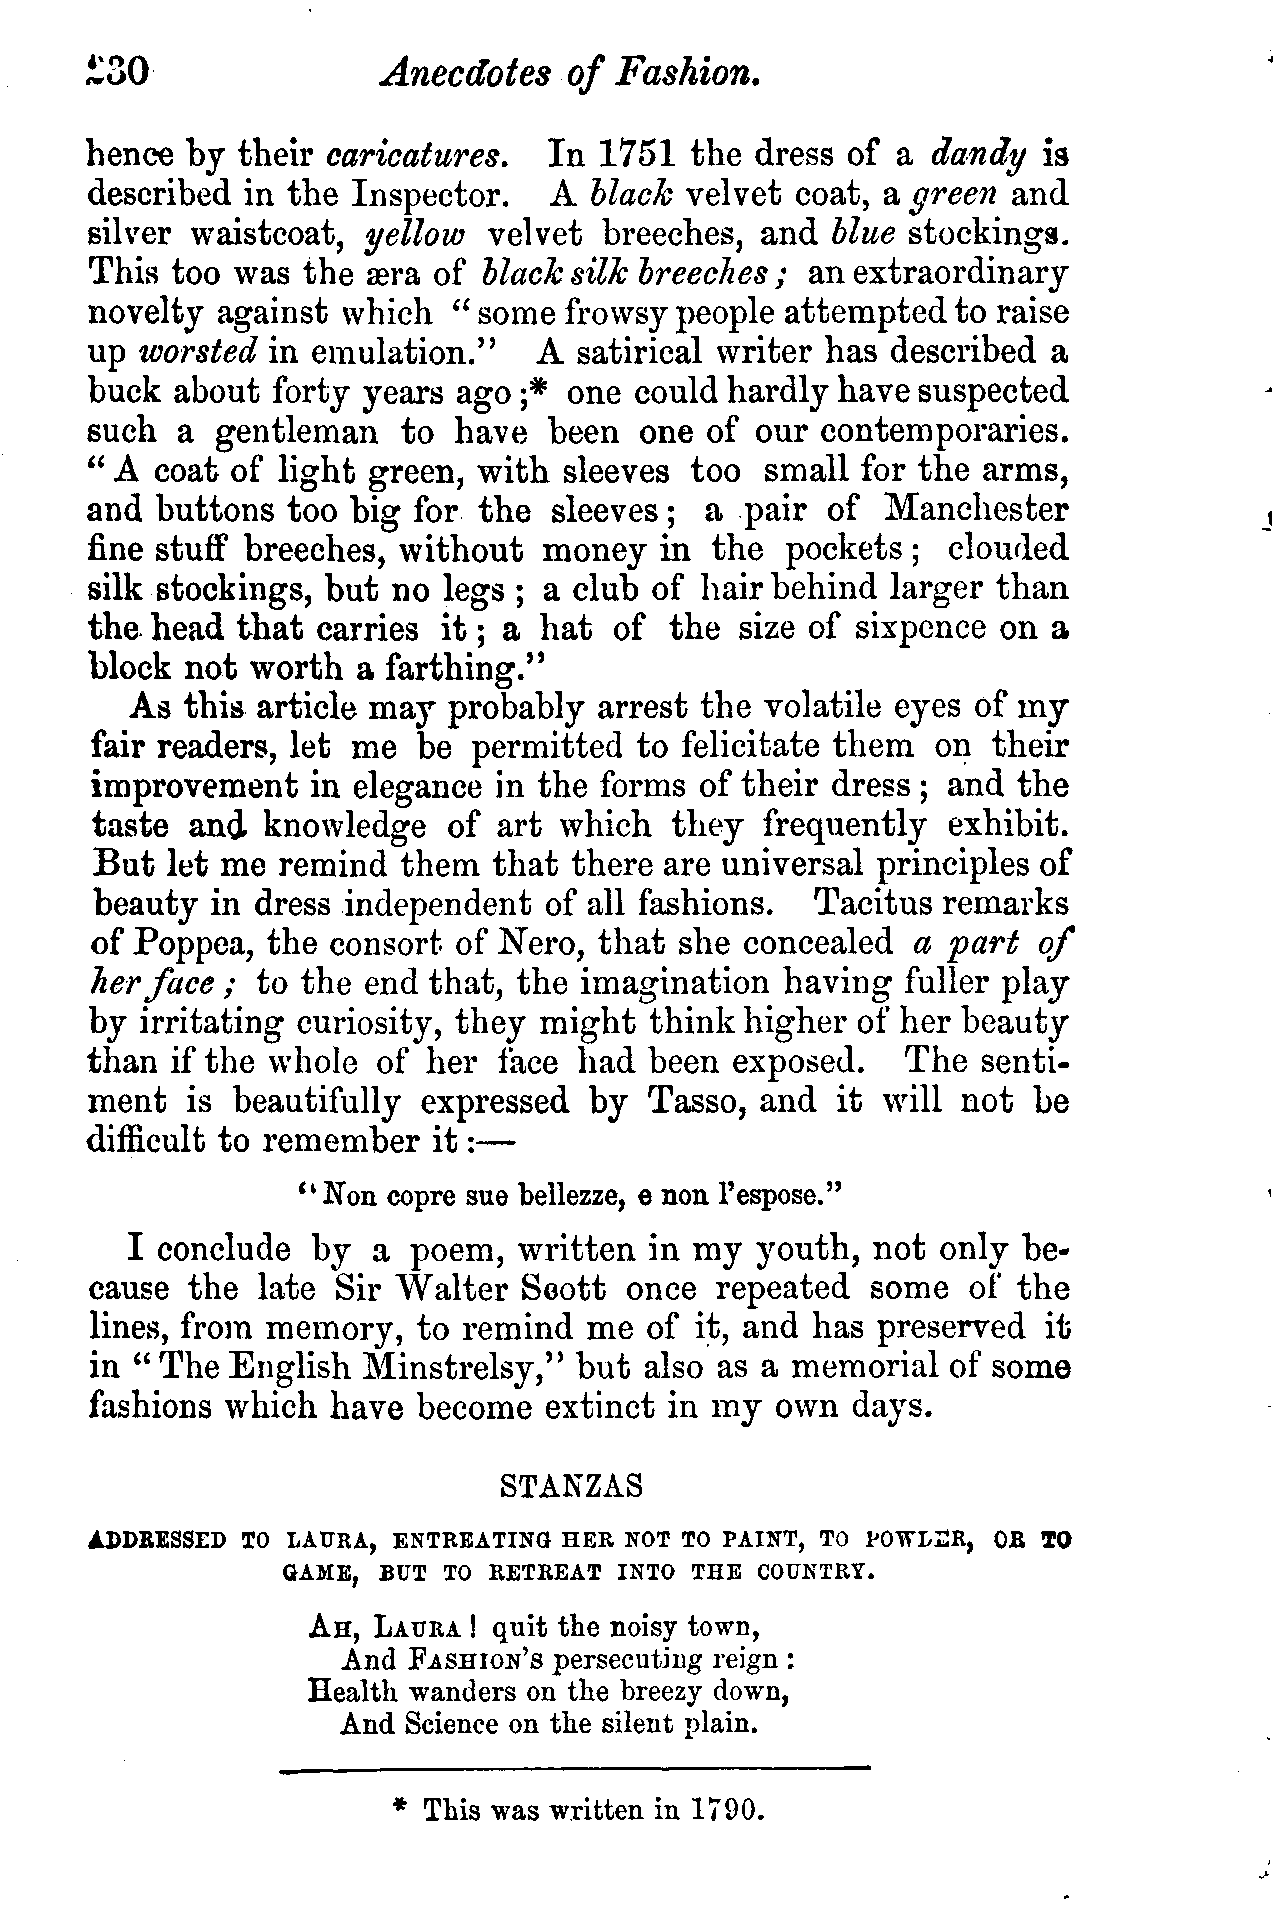 230 Anecdotes of Fashion.
hence by their caricatures. In 1751 the dress of a dandy is
described in the Inspector. A black velvet coat, a green and
silver waistcoat, yellow velvet breeches, and blue stockings.
This too was the æra of black silk breeches; an extraordinary
novelty against which "some frowsy people attempted to raise
up worsted in emulation." A satirical writer has described a
buck about forty years ago;* one could hardly have suspected
such a gentleman to have been one of our contemporaries.
"A coat of light green, with sleeves too small for the arms,
and buttons too big for the sleeves; a pair of Manchester
fine stuff breeches, without money in the pockets; clouded
silk stockings, but no legs; a club of hair behind larger than
the head that carries it; a hat of the size of sixpence on a
block not worth a farthing."
As this article may probably arrest the volatile eyes of my
fair readers, let me be permitted to felicitate them on their
improvement in elegance in the forms of their dress; and the
taste and knowledge of art which they frequently exhibit.
But let me remind them that there are universal principles of
beauty in dress independent of all fashions. Tacitus remarks
of Poppea, the consort of Nero, that she concealed a part of
her face; to the end that, the imagination having fuller play
by irritating curiosity, they might think higher of her beauty
than if the whole of her face had been exposed. The senti-
ment is beautifully expressed by Tasso, and it will not be
difficult to remember it:—
"Non copre sue bellezze, e non l'espose."
I conclude by a poem, written in my youth, not only be-
cause the late Sir Walter Scott once repeated some of the
lines, from memory, to remind me of it, and has preserved it
in "The English Minstrelsy," but also as a memorial of some
fashions which have become extinct in my own days.
STANZAS
ADDRESSED TO LAURA, ENTREATING HER NOT TO PAINT, TO POWDER, OR TO
GAME, BUT TO RETREAT INTO THE COUNTRY.
AH, LAURA! quit the noisy town,
And FASHION'S persecuting reign:
Health wanders on the breezy down,
And Science on the silent plain.
* This was written in 1790.